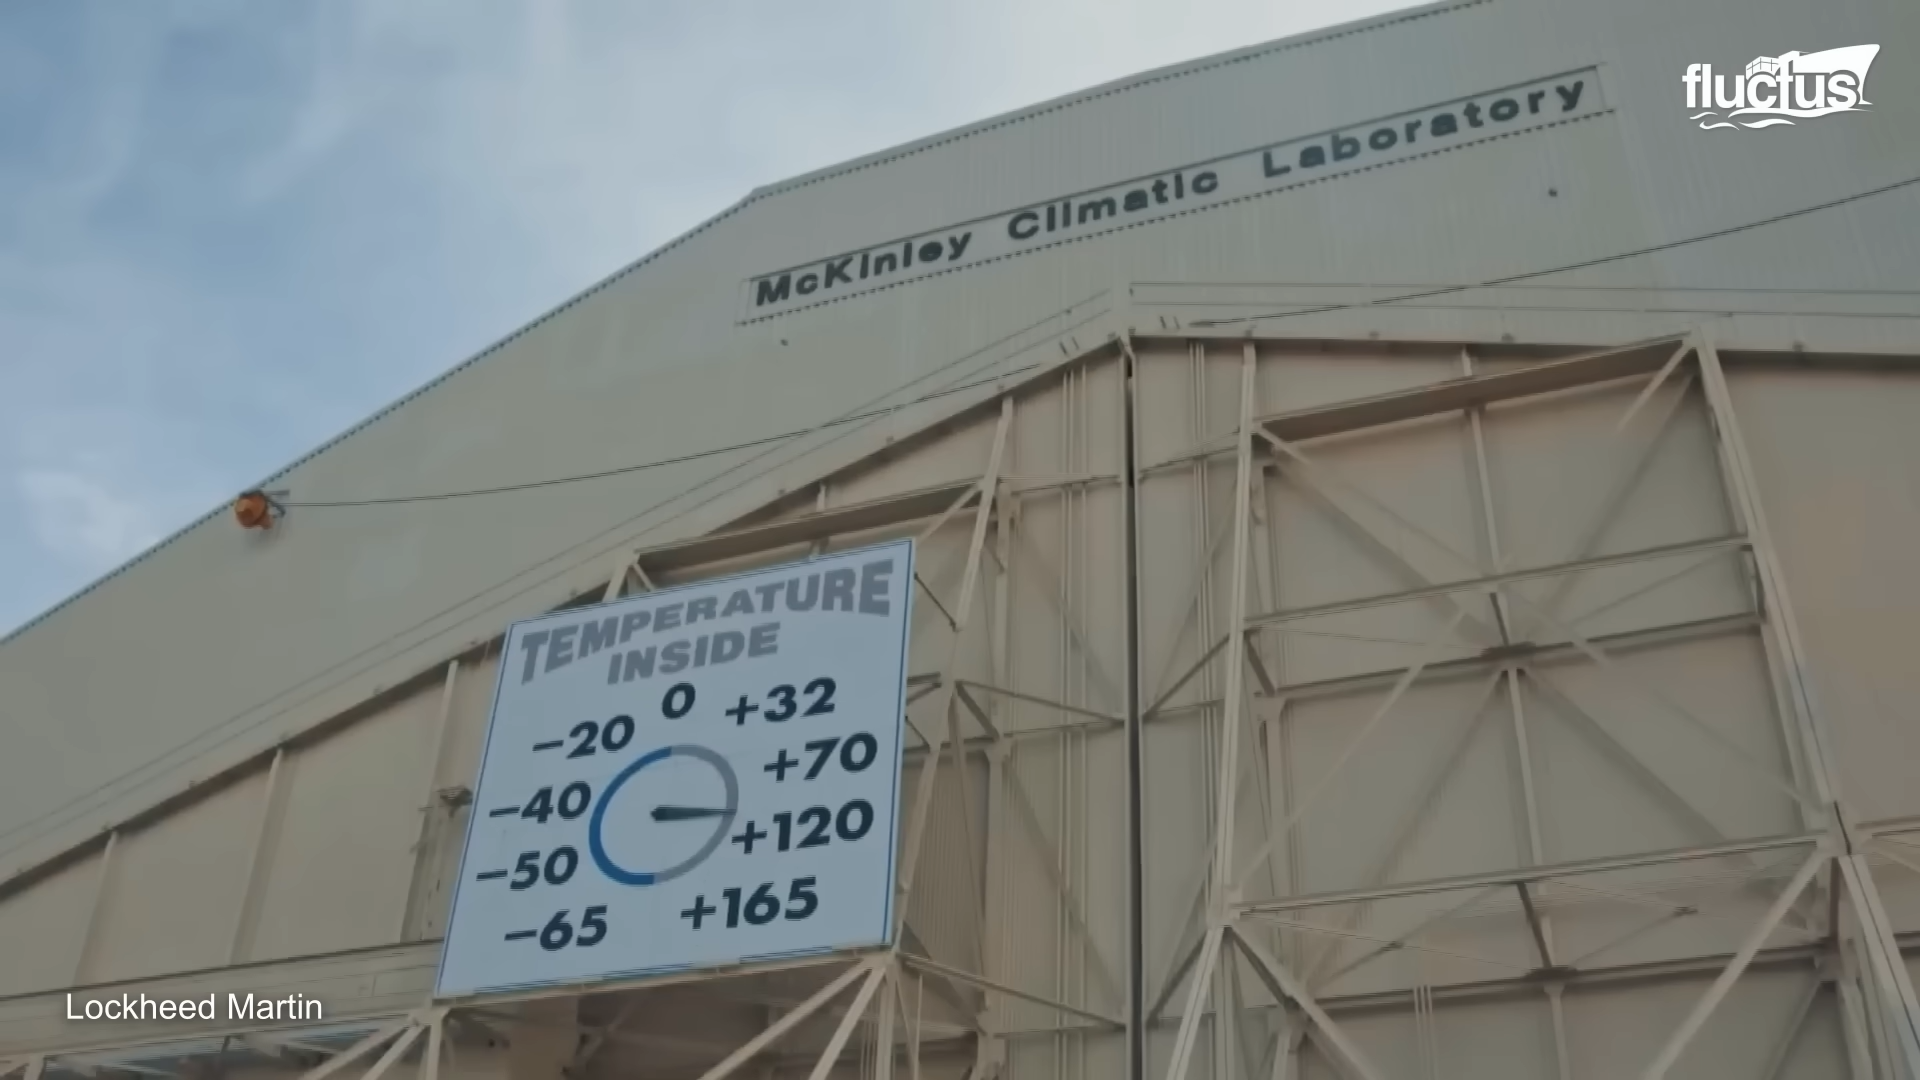 fluctus
McKinley Climatic Laboratory
TEMPERATURE
INSIDE
0
+32
-20
+70
-40
+120
-50
+165
-65
Lockheed Martin